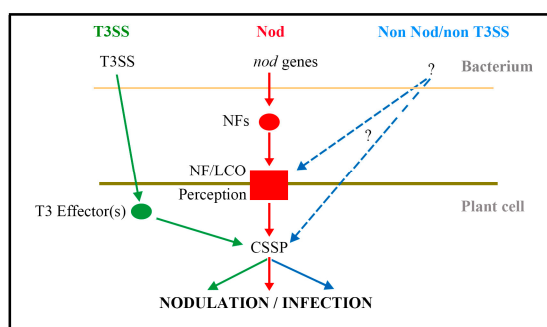 T3SS Nod Non Nod/non T3SS
T3SS nod genes ?
Bacterium
?
NFs
NF/LCO
Perception
T3 Effector(s) Plant cell
CSSP
NODULATION / INFECTION